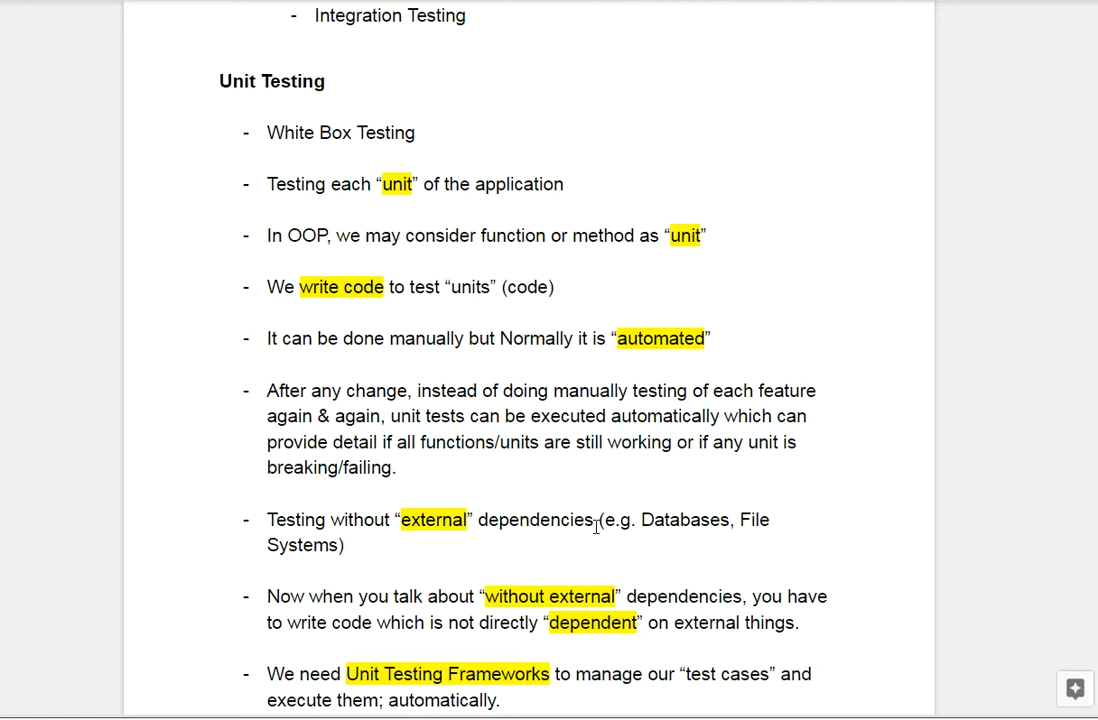 - Integration Testing
Unit Testing
- White Box Testing
- Testing each “unit” of the application
- In OOP, we may consider function or method as “unit”
- We write code to test “units” (code)
- It can be done manually but Normally it is “automated”
- After any change, instead of doing manually testing of each feature
again & again, unit tests can be executed automatically which can
provide detail if all functions/units are still working or if any unit is
breaking/failing.
- Testing without “external” dependencies (e.g. Databases, File
Systems)
- Now when you talk about “without external” dependencies, you have
to write code which is not directly “dependent” on external things.
- We need Unit Testing Frameworks to manage our “test cases” and
execute them; automatically.